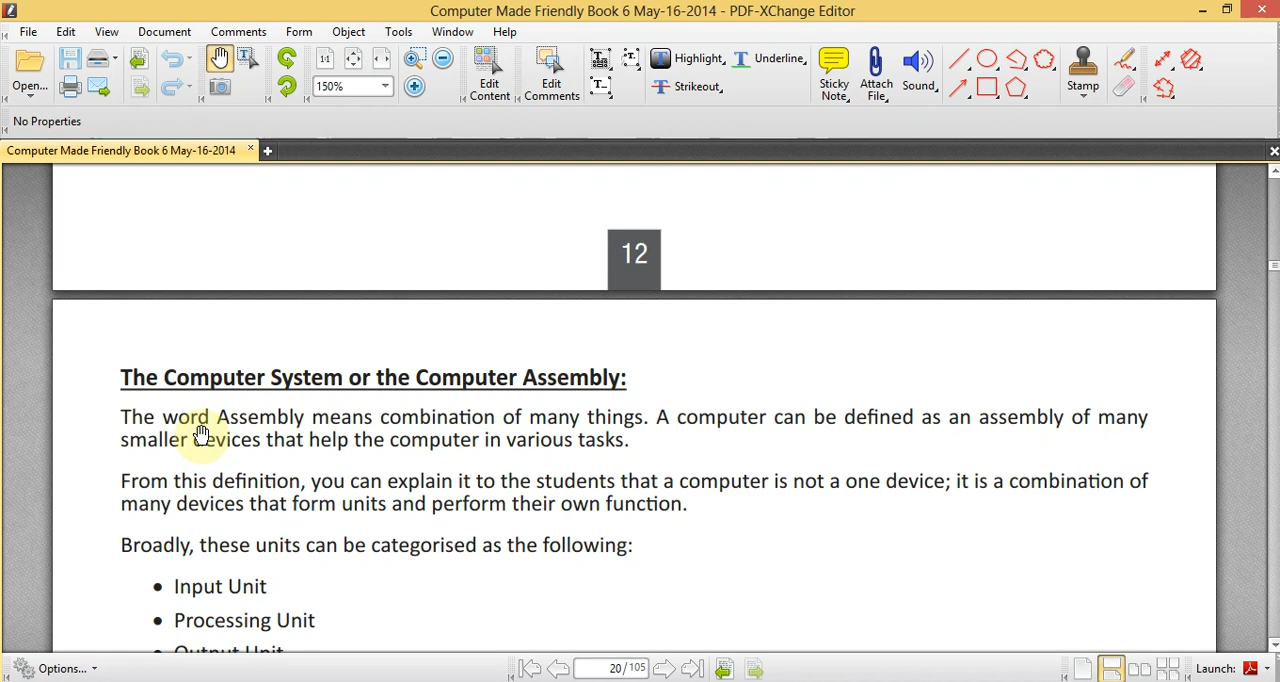 Computer Made Friendly Book 6 May-16-2014 - PDF-XChange Editor
File Edit View Document Comments Form Object Tools Window Help
Open...
1:1
150%
Edit Content
Edit Comments
Highlight
Underline
Strikeout
Sticky Note
Attach File
Sound
Stamp
No Properties
Computer Made Friendly Book 6 May-16-2014
12
The Computer System or the Computer Assembly:
The word Assembly means combination of many things. A computer can be defined as an assembly of many
smaller devices that help the computer in various tasks.
From this definition, you can explain it to the students that a computer is not a one device; it is a combination of
many devices that form units and perform their own function.
Broadly, these units can be categorised as the following:
• Input Unit
• Processing Unit
• Output Unit
Options...
20/105
Launch: